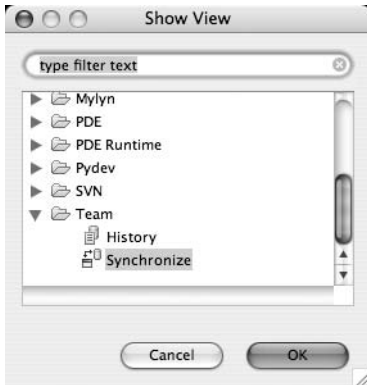 Show View
type filter text
Mylyn
PDE
PDE Runtime
Pydev
SVN
Team
History
Synchronize
Cancel
OK